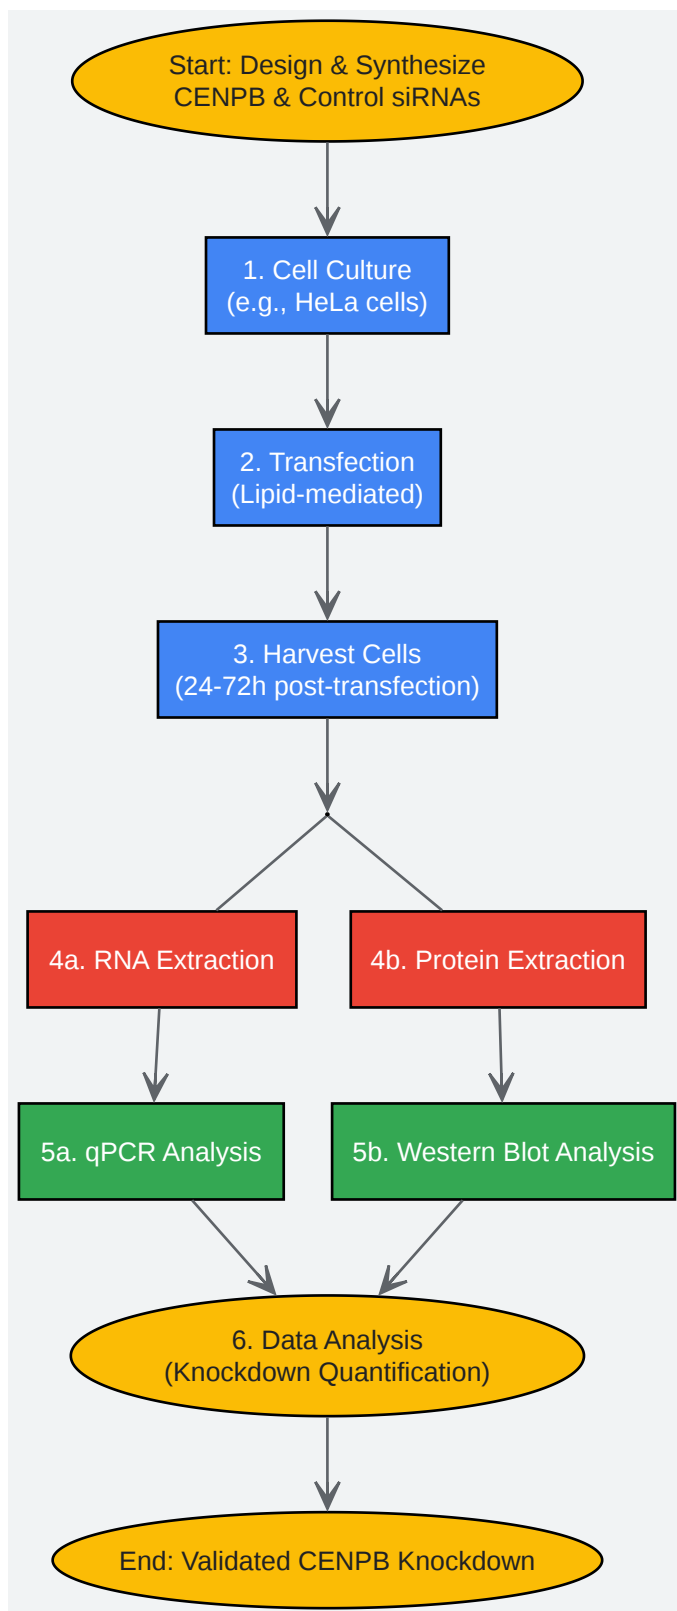 Start: Design & Synthesize
CENPB & Control siRNAs
1. Cell Culture
(e.g., HeLa cells)
2. Transfection
(Lipid-mediated)
3. Harvest Cells
(24-72h post-transfection)
4a. RNA Extraction
4b. Protein Extraction
5a. qPCR Analysis
5b. Western Blot Analysis
6. Data Analysis
(Knockdown Quantification)
End: Validated CENPB Knockdown